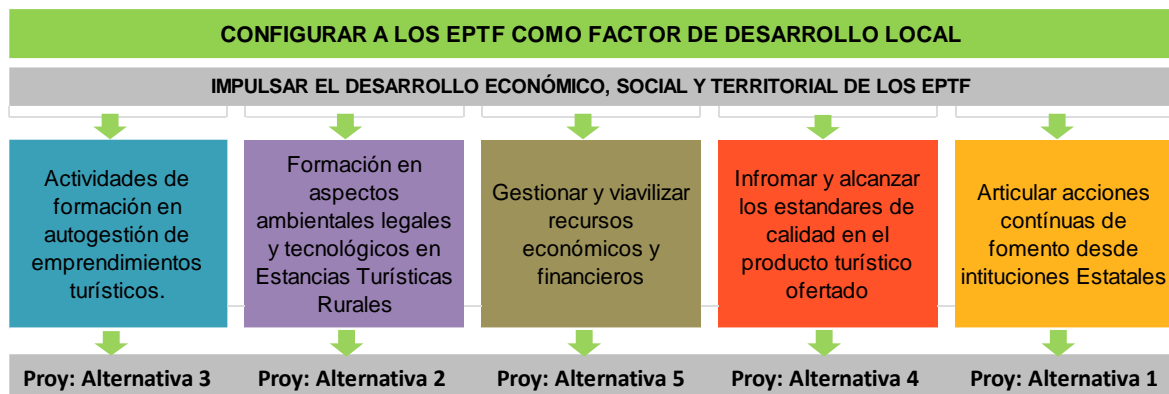 CONFIGURAR A LOS EPTF COMO FACTOR DE DESARROLLO LOCAL
IMPULSAR EL DESARROLLO ECONÓMICO, SOCIAL Y TERRITORIAL DE LOS EPTF
Actividades de
formación en
autogestión de
emprendimientos
turísticos.
Formación en
aspectos
ambientales legales
y tecnológicos en
Estancias Turísticas
Rurales
Gestionar y viavilizar
recursos
económicos y
financieros
Infromar y alcanzar
los estandares de
calidad en el
producto turístico
ofertado
Articular acciones
contínuas de
fomento desde
intituciones Estatales
Proy: Alternativa 3
Proy: Alternativa 2
Proy: Alternativa 5
Proy: Alternativa 4
Proy: Alternativa 1